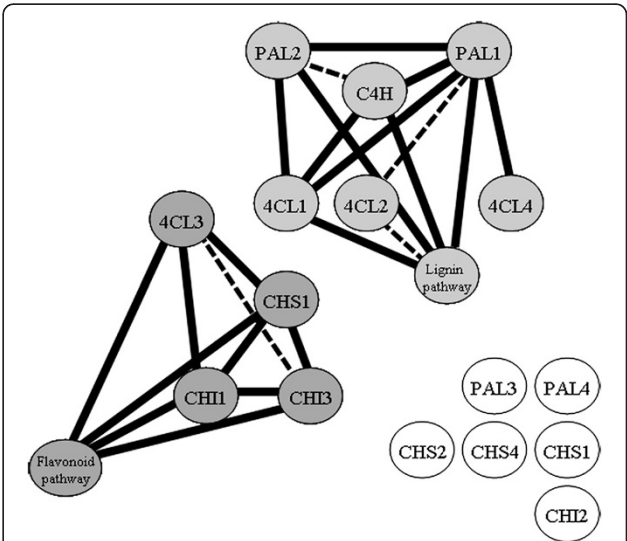 PAL2
PAL1
C4H
4CL1
4CL2
4CL4
4CL3
Lignin
pathway
CHS1
CHI1
CHI3
PAL3
PAL4
CHS2
CHS4
CHS1
Flavonoid
pathway
CHI2